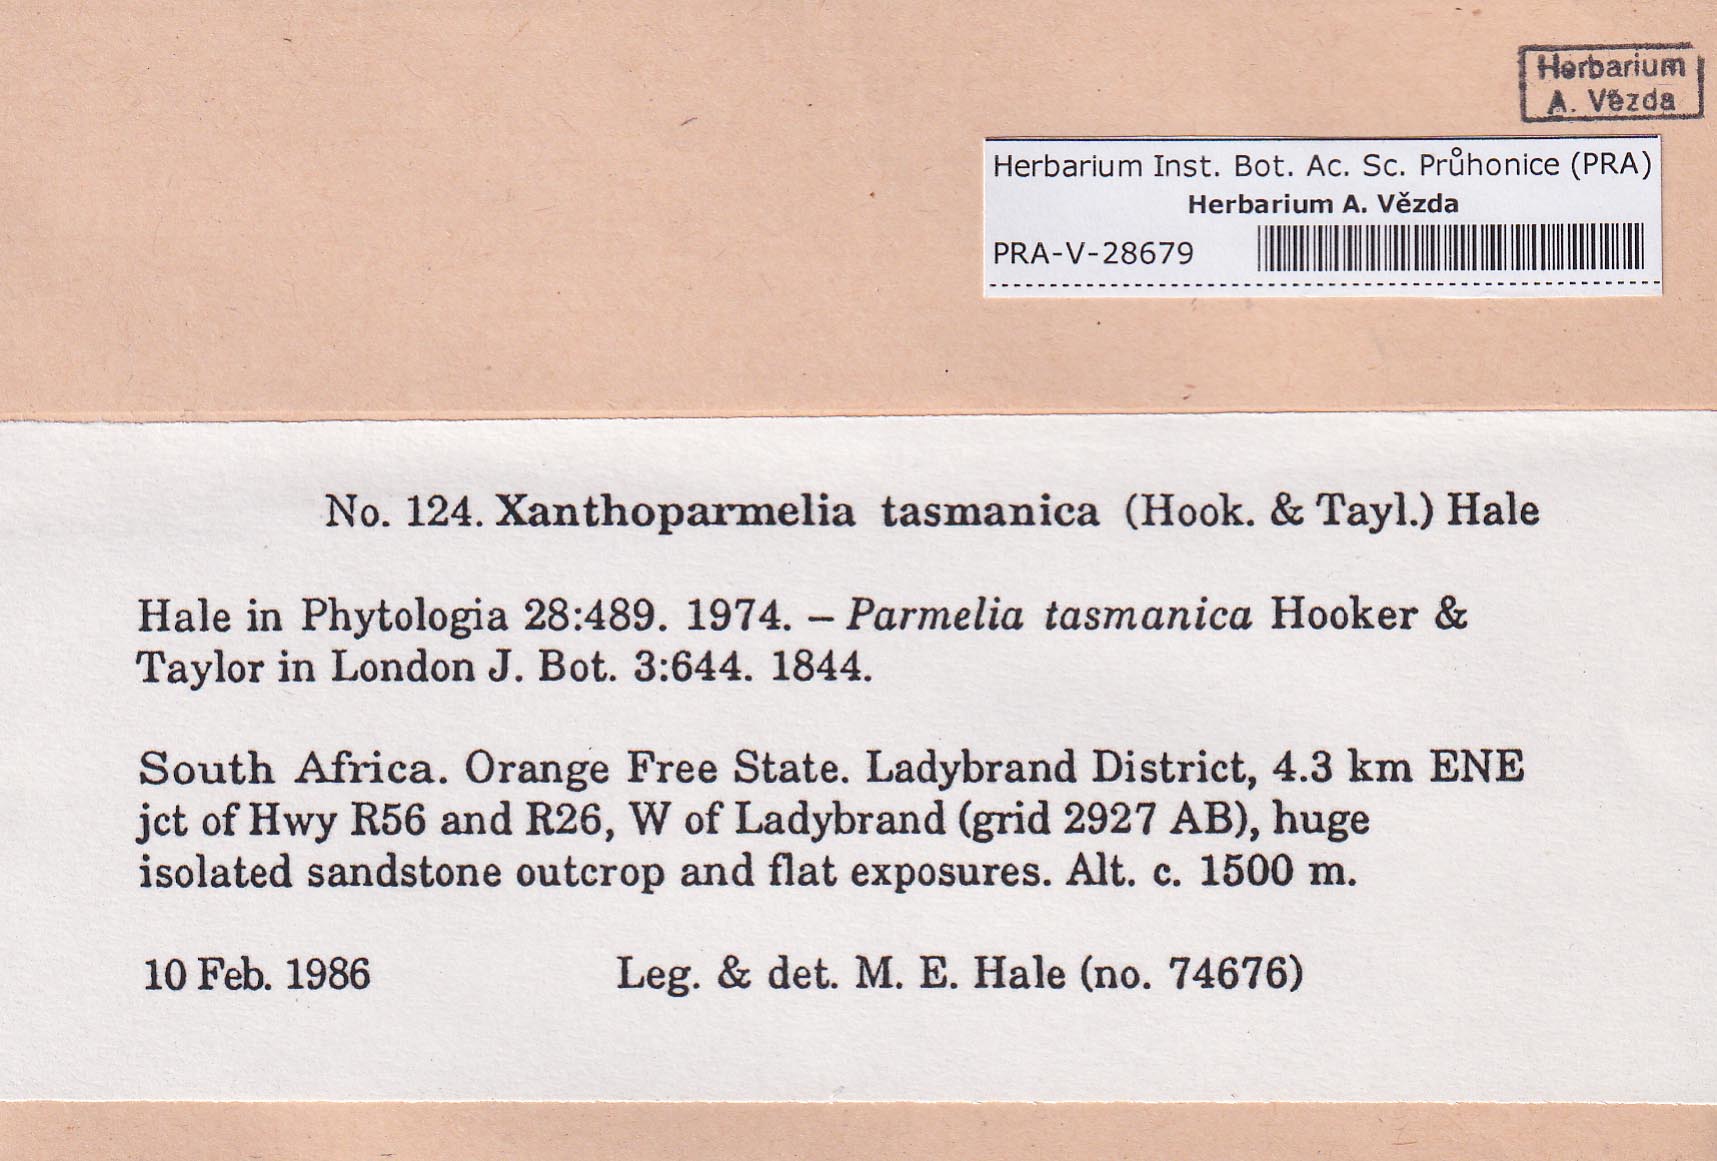 Herbarium
A. Vězda
Herbarium Inst. Bot. Ac. Sc. Průhonice (PRA)
Herbarium A. Vězda
PRA-V-28679
No. 124. Xanthoparmelia tasmanica (Hook. & Tayl.) Hale
Hale in Phytologia 28:489. 1974. – Parmelia tasmanica Hooker &
Taylor in London J. Bot. 3:644. 1844.
South Africa. Orange Free State. Ladybrand District, 4.3 km ENE
jct of Hwy R56 and R26, W of Ladybrand (grid 2927 AB), huge
isolated sandstone outcrop and flat exposures. Alt. c. 1500 m.
10 Feb. 1986 Leg. & det. M. E. Hale (no. 74676)